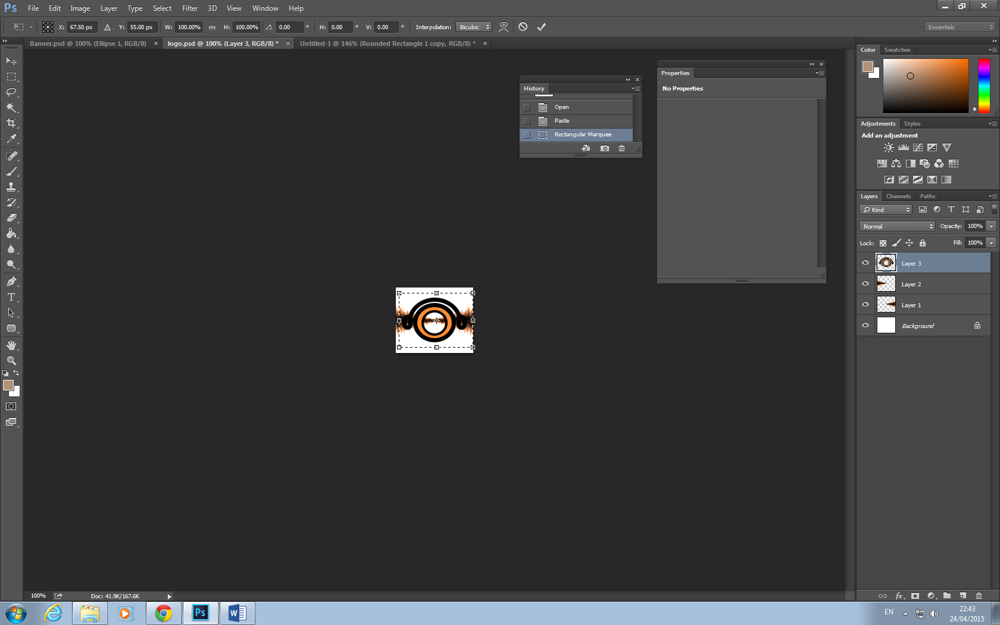 Ps File Edit Image Layer Type Select Filter 3D View Window Help
X: 67.50 px Y: 55.00 px W: 100.00% H: 100.00% 0.00 ° H: 0.00 ° V: 0.00 ° Interpolation: Bicubic Essentials
Banner.psd @ 100% (Ellipse 1, RGB/8) × logo.psd @ 100% (Layer 3, RGB/8) * × Untitled-1 @ 146% (Rounded Rectangle 1 copy, RGB/8) * ×
History
Open
Paste
Rectangular Marquee
Properties
No Properties
Color Swatches
Adjustments Styles
Add an adjustment
Layers Channels Paths
Kind
Normal Opacity: 100%
Lock: Fill: 100%
Layer 3
Layer 2
Layer 1
Background
100% Doc: 41.9K/167.6K
Ps W EN 22:43
24/04/2015